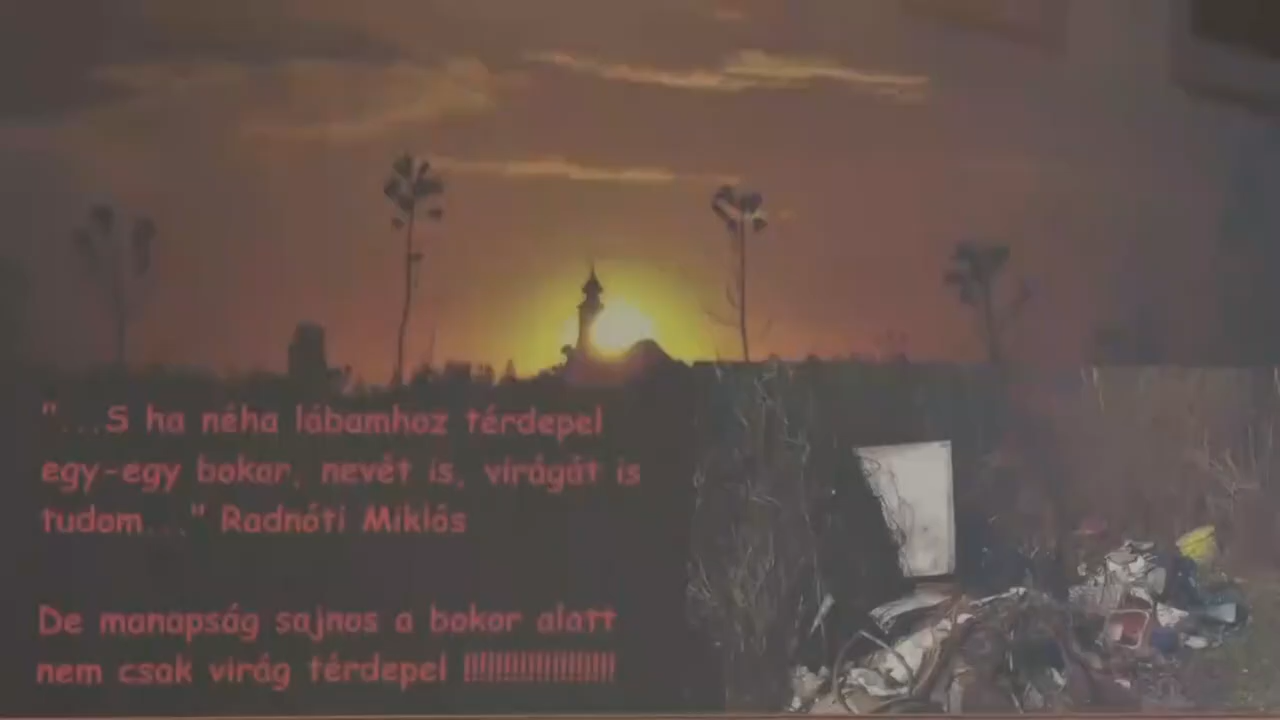 "...S ha néha lábamhoz térdepel
egy-egy bokor, nevét is, virágát is
tudom..." Radnóti Miklós
De manapság sajnos a bokor alatt
nem csak virág térdepel !!!!!!!!!!!!!!!!!!!